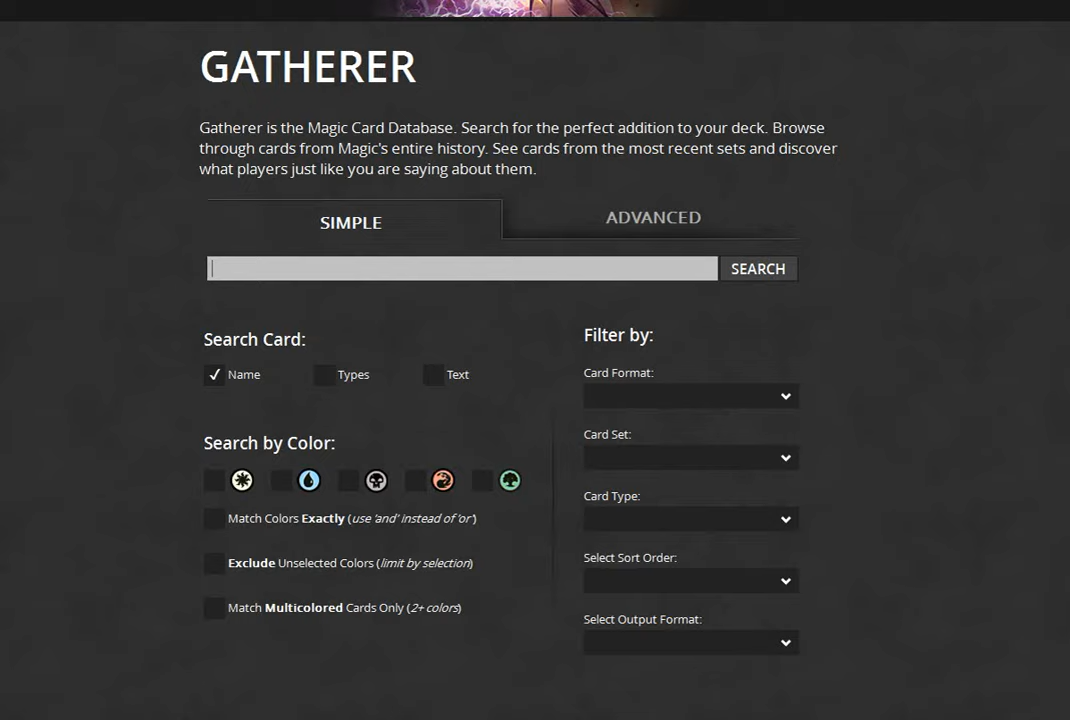 GATHERER
Gatherer is the Magic Card Database. Search for the perfect addition to your deck. Browse
through cards from Magic's entire history. See cards from the most recent sets and discover
what players just like you are saying about them.
SIMPLE
ADVANCED
SEARCH
Search Card:
Name
Types
Text
Search by Color:
Match Colors Exactly (use 'and' instead of 'or')
Exclude Unselected Colors (limit by selection)
Match Multicolored Cards Only (2+ colors)
Filter by:
Card Format:
Card Set:
Card Type:
Select Sort Order:
Select Output Format: